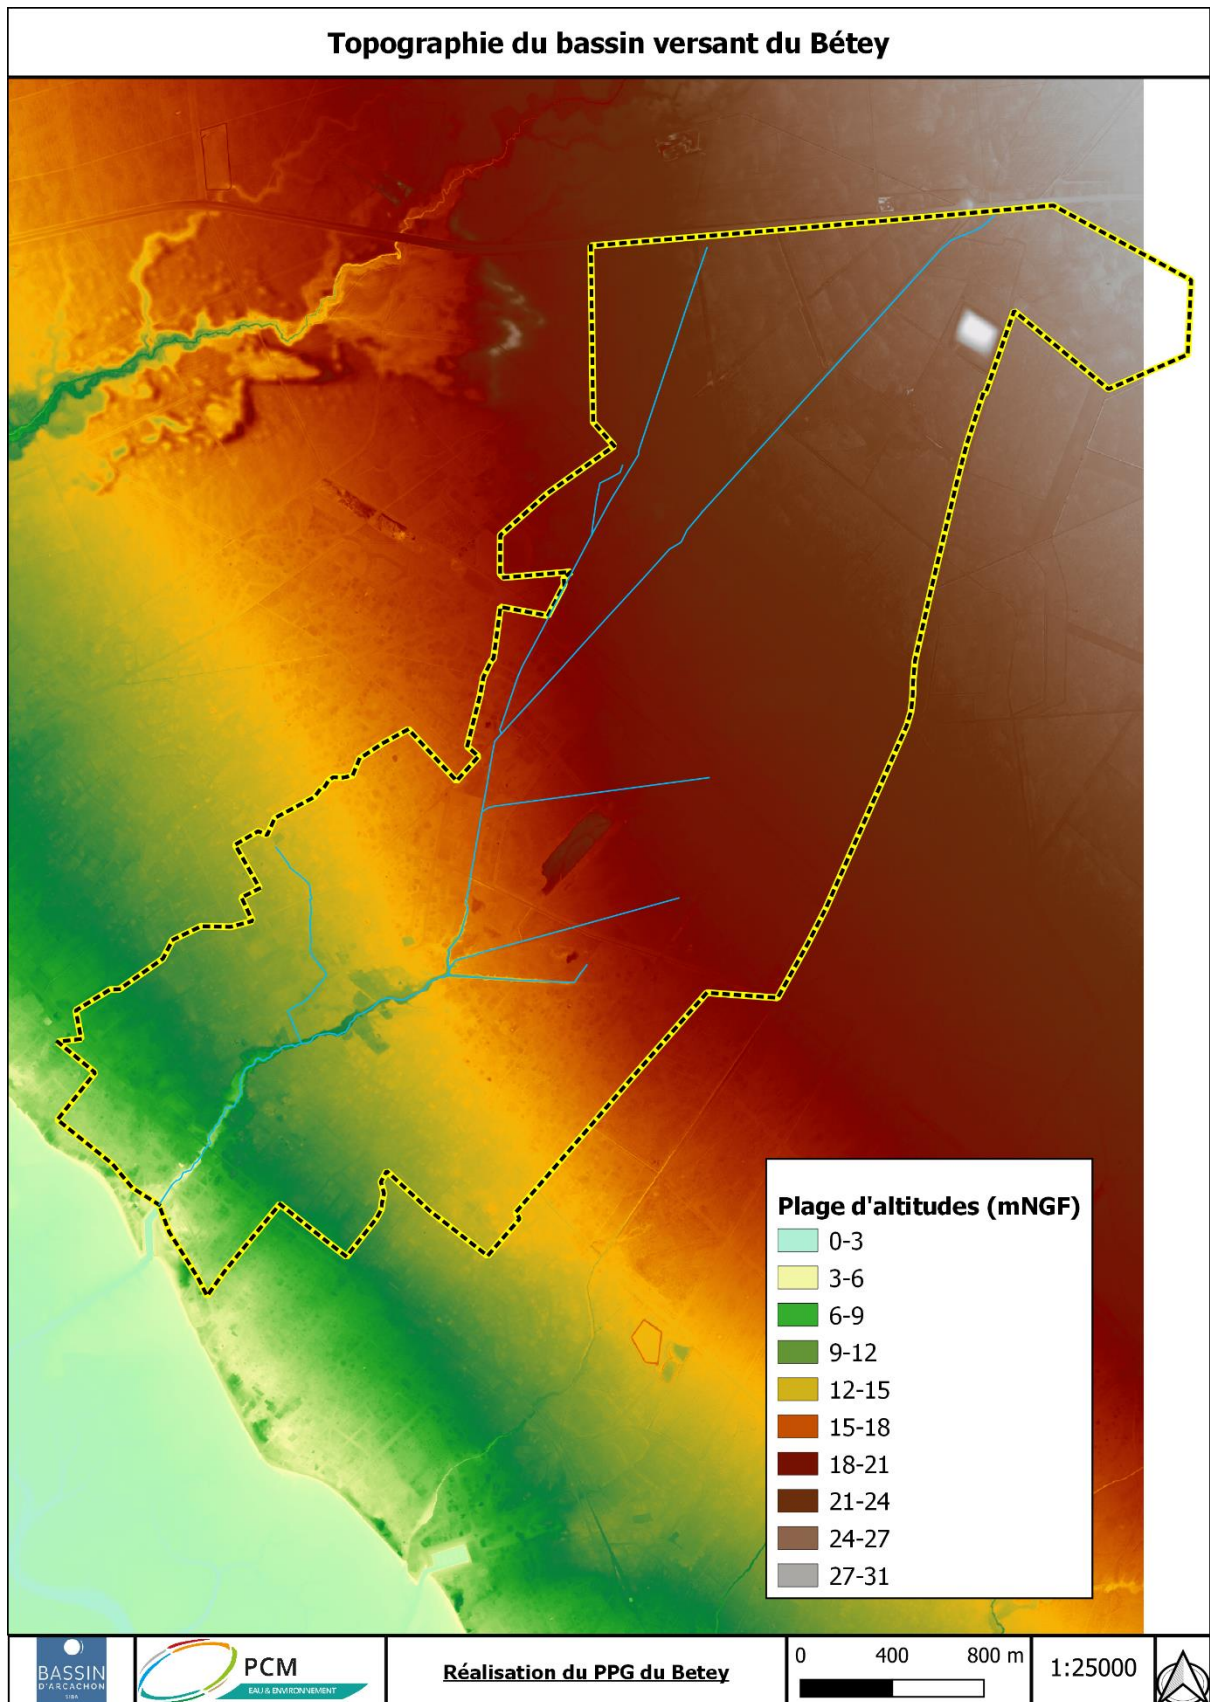 Topographie du bassin versant du Bétey
Plage d'altitudes (mNGF)
0-3
3-6
6-9
9-12
12-15
15-18
18-21
21-24
24-27
27-31
BASSIN
D'ARCACHON
SIBA
PCM
EAU & ENVIRONNEMENT
Réalisation du PPG du Betey
0 400 800 m
1:25000